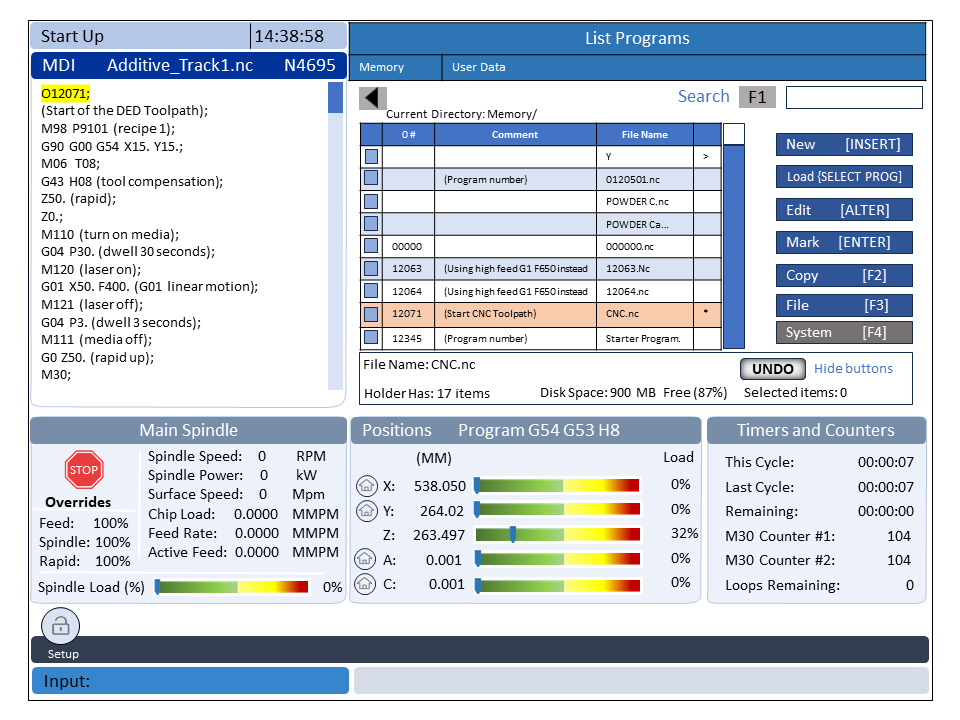 Start Up 14:38:58
MDI Additive_Track1.nc N4695
O12071;
(Start of the DED Toolpath);
M98 P9101 (recipe 1);
G90 G00 G54 X15. Y15.;
M06 T08;
G43 H08 (tool compensation);
Z50. (rapid);
Z0.;
M110 (turn on media);
G04 P30. (dwell 30 seconds);
M120 (laser on);
G01 X50. F400. (G01 linear motion);
M121 (laser off);
G04 P3. (dwell 3 seconds);
M111 (media off);
G0 Z50. (rapid up);
M30;
List Programs
Memory User Data
Search F1
Current Directory: Memory/
0 # Comment File Name
Y >
(Program number) 0120501.nc
POWDER C.nc
POWDER Ca...
00000 000000.nc
12063 (Using high feed G1 F650 instead 12063.Nc
12064 (Using high feed G1 F650 instead 12064.nc
12071 (Start CNC Toolpath) CNC.nc *
12345 (Program number) Starter Program.
New [INSERT]
Load {SELECT PROG]
Edit [ALTER]
Mark [ENTER]
Copy [F2]
File [F3]
System [F4]
File Name: CNC.nc UNDO Hide buttons
Holder Has: 17 items Disk Space: 900 MB Free (87%) Selected items: 0
Main Spindle
STOP
Overrides
Feed: 100%
Spindle: 100%
Rapid: 100%
Spindle Speed: 0 RPM
Spindle Power: 0 kW
Surface Speed: 0 Mpm
Chip Load: 0.0000 MMPM
Feed Rate: 0.0000 MMPM
Active Feed: 0.0000 MMPM
Spindle Load (%) 0%
Positions Program G54 G53 H8
(MM) Load
X: 538.050 0%
Y: 264.02 0%
Z: 263.497 32%
A: 0.001 0%
C: 0.001 0%
Timers and Counters
This Cycle: 00:00:07
Last Cycle: 00:00:07
Remaining: 00:00:00
M30 Counter #1: 104
M30 Counter #2: 104
Loops Remaining: 0
Setup
Input: